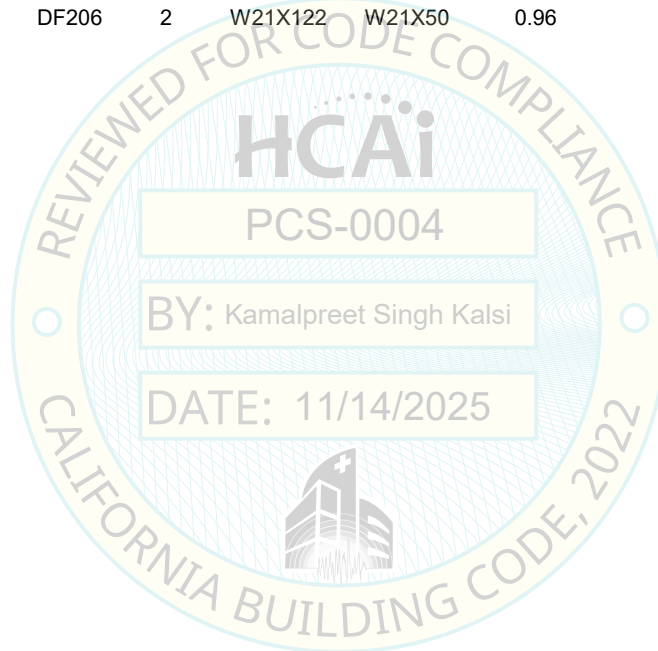 DF206 2 W21X122 W21X50 0.96
REVIEWED FOR CODE COMPLIANCE
HCAi
PCS-0004
BY: Kamalpreet Singh Kalsi
DATE: 11/14/2025
CALIFORNIA BUILDING CODE, 2022